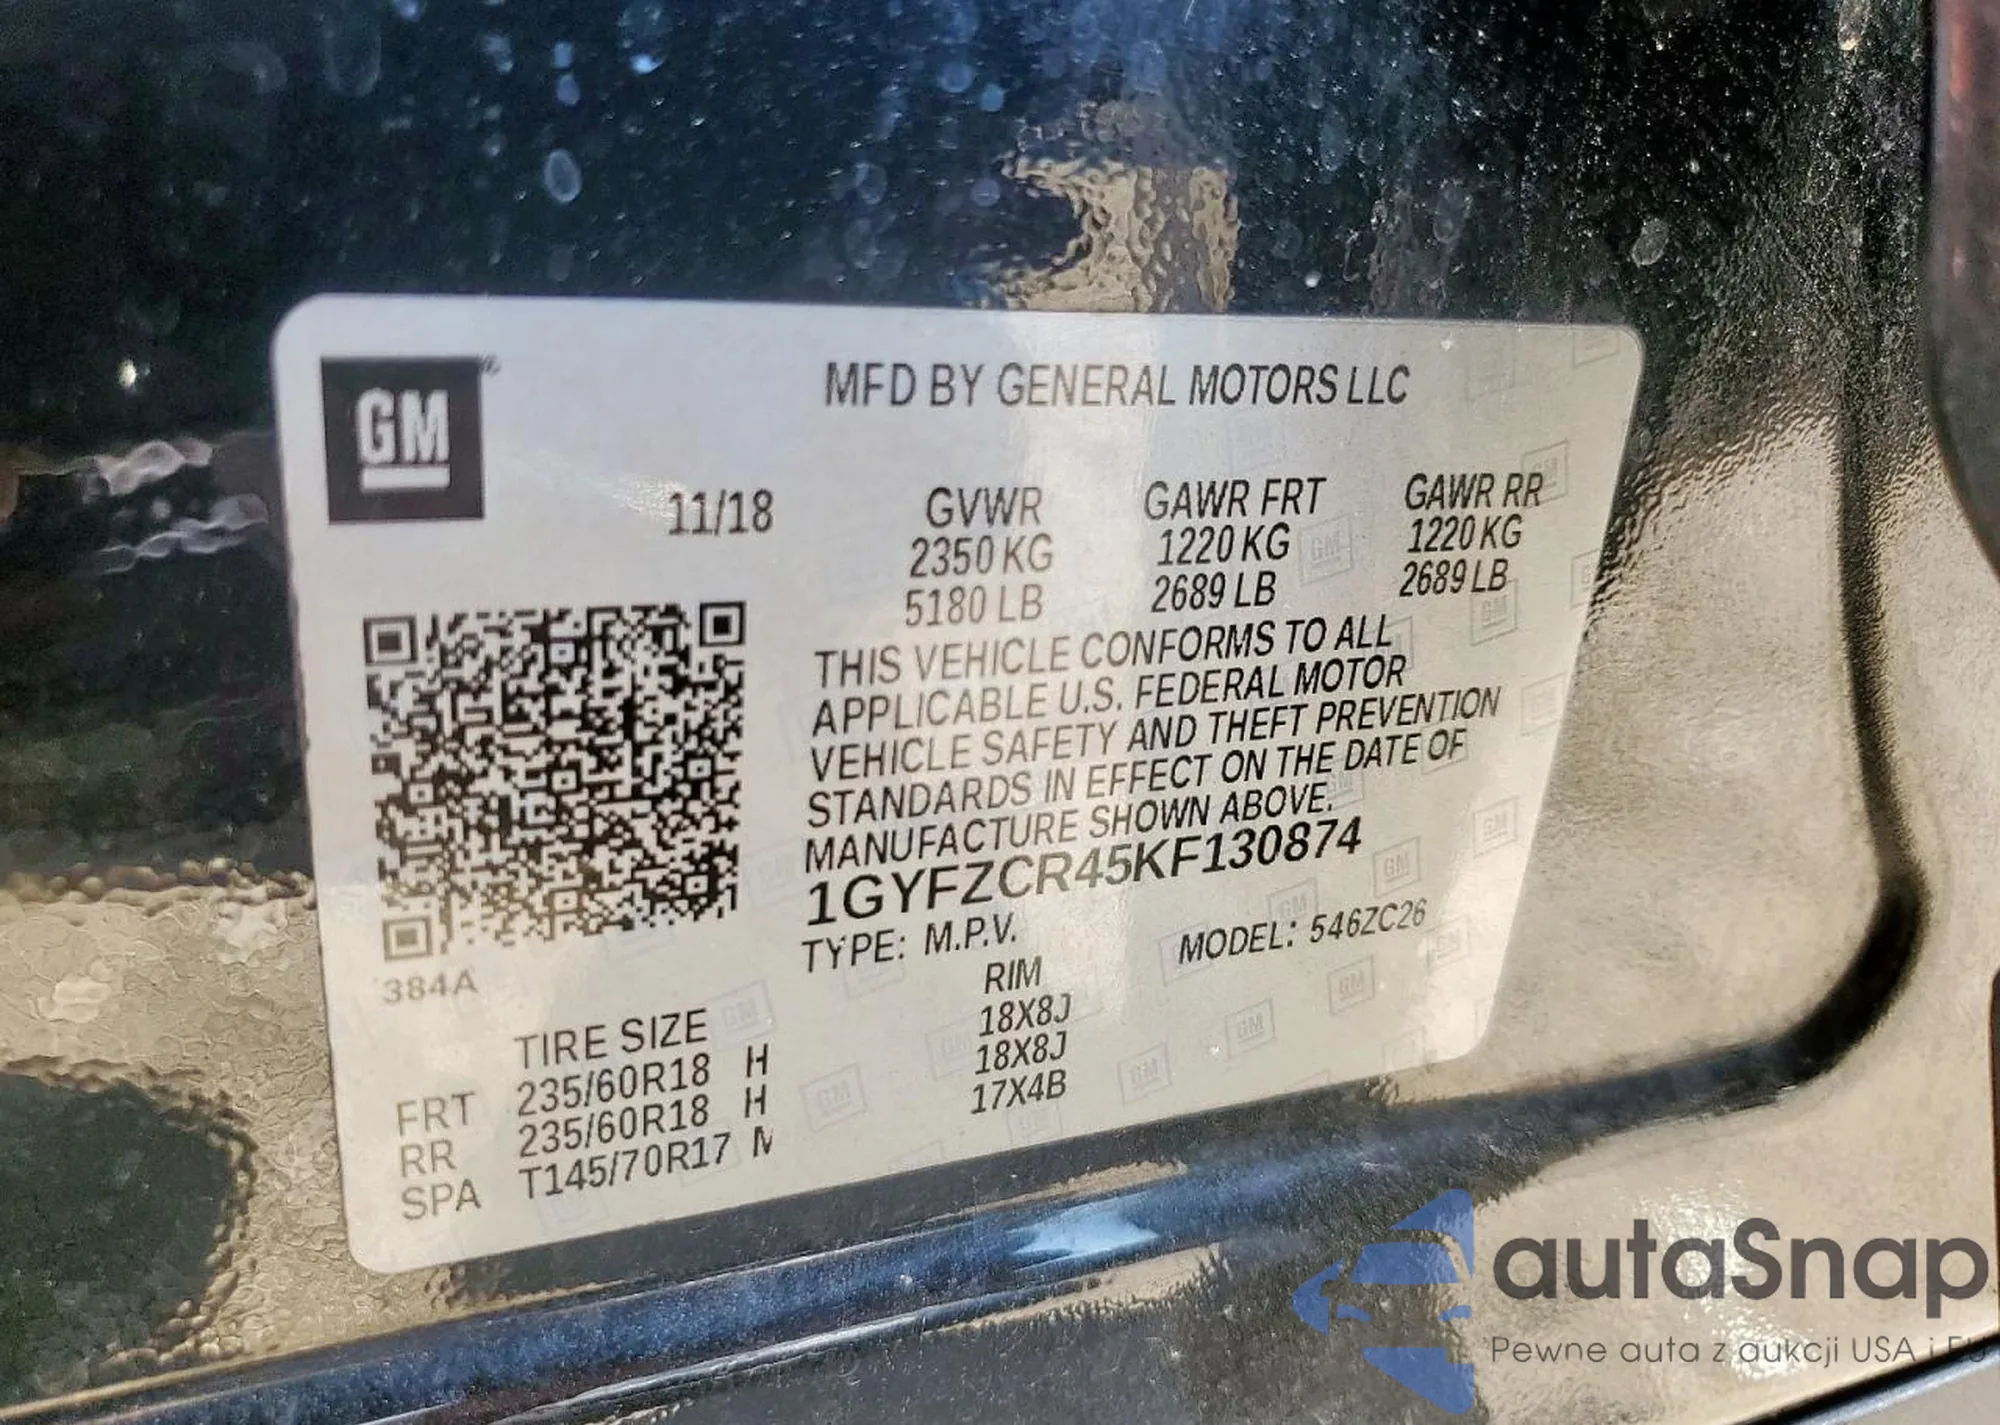 GM
MFD BY GENERAL MOTORS LLC
11/18
GVWR GAWR FRT GAWR RR
2350 KG 1220 KG 1220 KG
5180 LB 2689 LB 2689 LB
THIS VEHICLE CONFORMS TO ALL
APPLICABLE U.S. FEDERAL MOTOR
VEHICLE SAFETY AND THEFT PREVENTION
STANDARDS IN EFFECT ON THE DATE OF
MANUFACTURE SHOWN ABOVE.
1GYFZCR45KF130874
TYPE: M.P.V. MODEL: 546ZC26
384A
TIRE SIZE RIM
FRT 235/60R18 H 18X8J
RR 235/60R18 H 18X8J
SPA T145/70R17 M 17X4B
autaSnap
Pewne auta z aukcji USA i EU